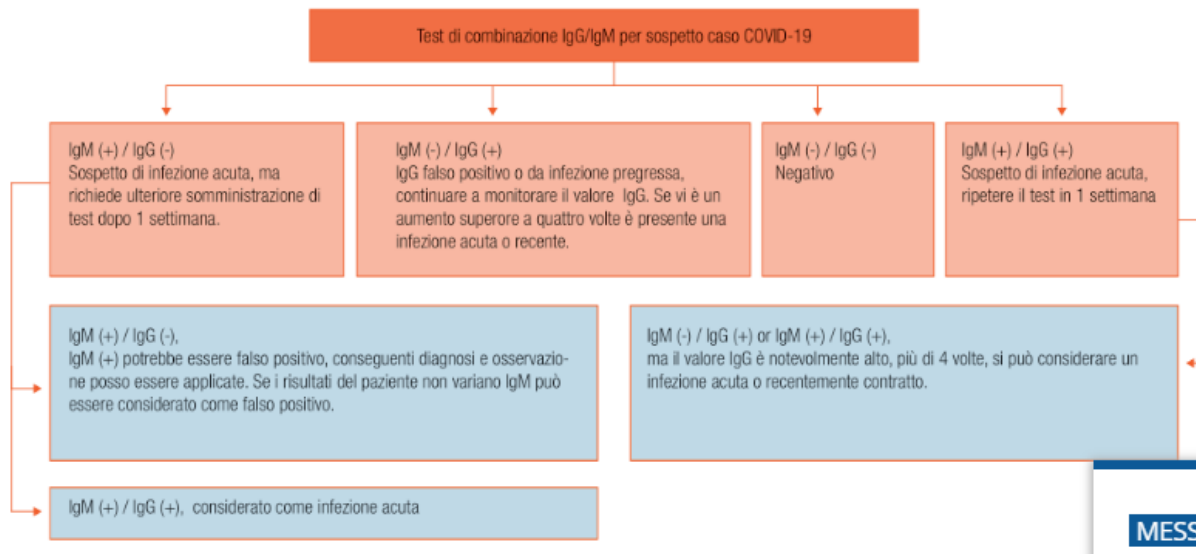 Test di combinazione IgG/IgM per sospetto caso COVID-19
IgM (+) / IgG (-)
Sospetto di infezione acuta, ma
richiede ulteriore somministrazione di
test dopo 1 settimana.
IgM (-) / IgG (+)
IgG falso positivo o da infezione pregressa,
continuare a monitorare il valore IgG. Se vi è un
aumento superore a quattro volte è presente una
infezione acuta o recente.
IgM (-) / IgG (-)
Negativo
IgM (+) / IgG (+)
Sospetto di infezione acuta,
ripetere il test in 1 settimana
IgM (+) / IgG (-),
IgM (+) potrebbe essere falso positivo, conseguenti diagnosi e osservazio-
ne posso essere applicate. Se i risultati del paziente non variano IgM può
essere considerato come falso positivo.
IgM (-) / IgG (+) or IgM (+) / IgG (+),
ma il valore IgG è notevolmente alto, più di 4 volte, si può considerare un
infezione acuta o recentemente contratto.
IgM (+) / IgG (+), considerato come infezione acuta
MESS